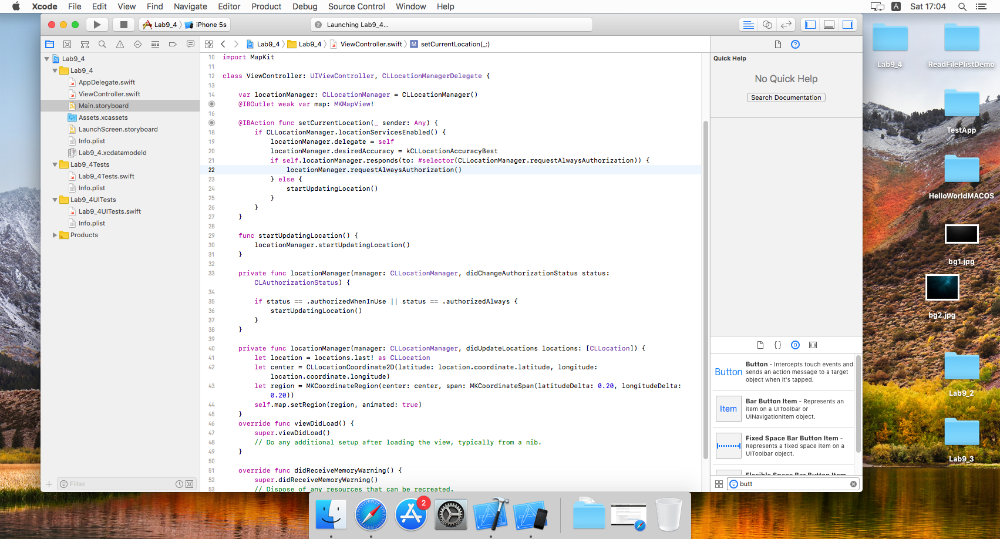 Xcode File Edit View Find Navigate Editor Product Debug Source Control Window Help
A Sat 17:04
Lab9_4 iPhone 5s
2 Launching Lab9_4...
Lab9_4 Lab9_4 ViewController.swift M setCurrentLocation(_:)
Lab9_4
Lab9_4
AppDelegate.swift
ViewController.swift
Main.storyboard
Assets.xcassets
LaunchScreen.storyboard
Info.plist
Lab9_4.xcdatamodeld
Lab9_4Tests
Lab9_4Tests.swift
Info.plist
Lab9_4UITests
Lab9_4UITests.swift
Info.plist
Products
Filter
10 import MapKit
11
12 class ViewController: UIViewController, CLLocationManagerDelegate {
13
14 var locationManager: CLLocationManager = CLLocationManager()
@IBOutlet weak var map: MKMapView!
16
@IBAction func setCurrentLocation(_ sender: Any) {
18 if CLLocationManager.locationServicesEnabled() {
19 locationManager.delegate = self
20 locationManager.desiredAccuracy = kCLLocationAccuracyBest
21 if self.locationManager.responds(to: #selector(CLLocationManager.requestAlwaysAuthorization)) {
22 locationManager.requestAlwaysAuthorization()
23 } else {
24 startUpdatingLocation()
25 }
26 }
27 }
28
29 func startUpdatingLocation() {
30 locationManager.startUpdatingLocation()
31 }
32
33 private func locationManager(manager: CLLocationManager, didChangeAuthorizationStatus status:
CLAuthorizationStatus) {
34
35 if status == .authorizedWhenInUse || status == .authorizedAlways {
36 startUpdatingLocation()
37 }
38 }
39
40 private func locationManager(manager: CLLocationManager, didUpdateLocations locations: [CLLocation]) {
41 let location = locations.last! as CLLocation
42 let center = CLLocationCoordinate2D(latitude: location.coordinate.latitude, longitude:
location.coordinate.longitude)
43 let region = MKCoordinateRegion(center: center, span: MKCoordinateSpan(latitudeDelta: 0.20, longitudeDelta:
0.20))
44 self.map.setRegion(region, animated: true)
45 }
46 override func viewDidLoad() {
47 super.viewDidLoad()
48 // Do any additional setup after loading the view, typically from a nib.
49 }
50
51 override func didReceiveMemoryWarning() {
52 super.didReceiveMemoryWarning()
53 // Dispose of any resources that can be recreated.
Quick Help
No Quick Help
Search Documentation
{}
Button
Button - Intercepts touch events and
sends an action message to a target
object when it's tapped.
Item
Bar Button Item - Represents an
item on a UIToolbar or
UINavigationItem object.
Fixed Space Bar Button Item -
Represents a fixed space item on a
UIToolbar object.
Flexible Space Bar Button Item
butt
Lab9_4
ReadFilePlistDemo
TestApp
HelloWorldMACOS
bg1.jpg
bg2.jpg
Lab9_2
Lab9_3
2